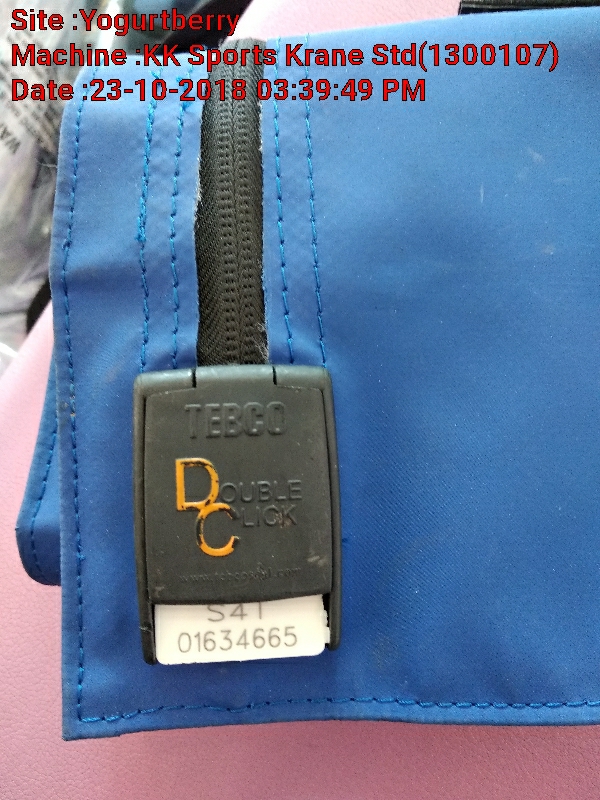 Site :Yogurtberry
Machine :KK Sports Krane Std(1300107)
Date :23-10-2018 03:39:49 PM
TEBCO
DOUBLE
CLICK
S41
01634665